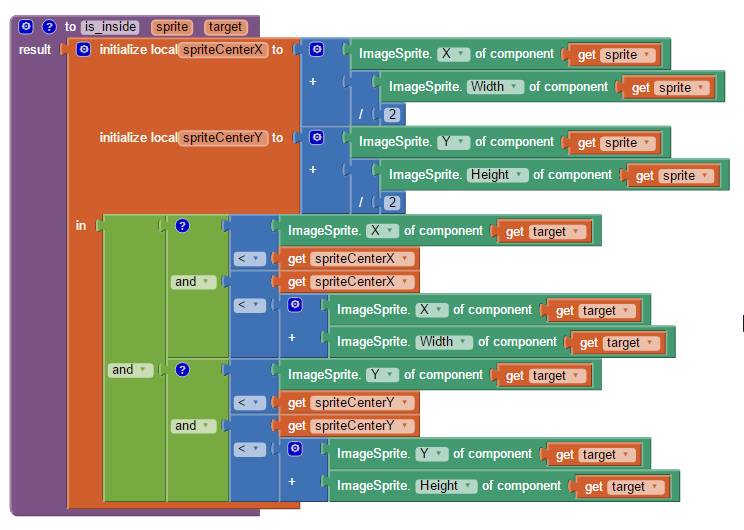 ? to is_inside sprite target
result initialize local spriteCenterX to ImageSprite. X of component get sprite
+ ImageSprite. Width of component get sprite
/ 2
initialize local spriteCenterY to ImageSprite. Y of component get sprite
+ ImageSprite. Height of component get sprite
/ 2
in ? ImageSprite. X of component get target
< get spriteCenterX
and get spriteCenterX
< ImageSprite. X of component get target
+ ImageSprite. Width of component get target
and ? ImageSprite. Y of component get target
< get spriteCenterY
and get spriteCenterY
< ImageSprite. Y of component get target
+ ImageSprite. Height of component get target